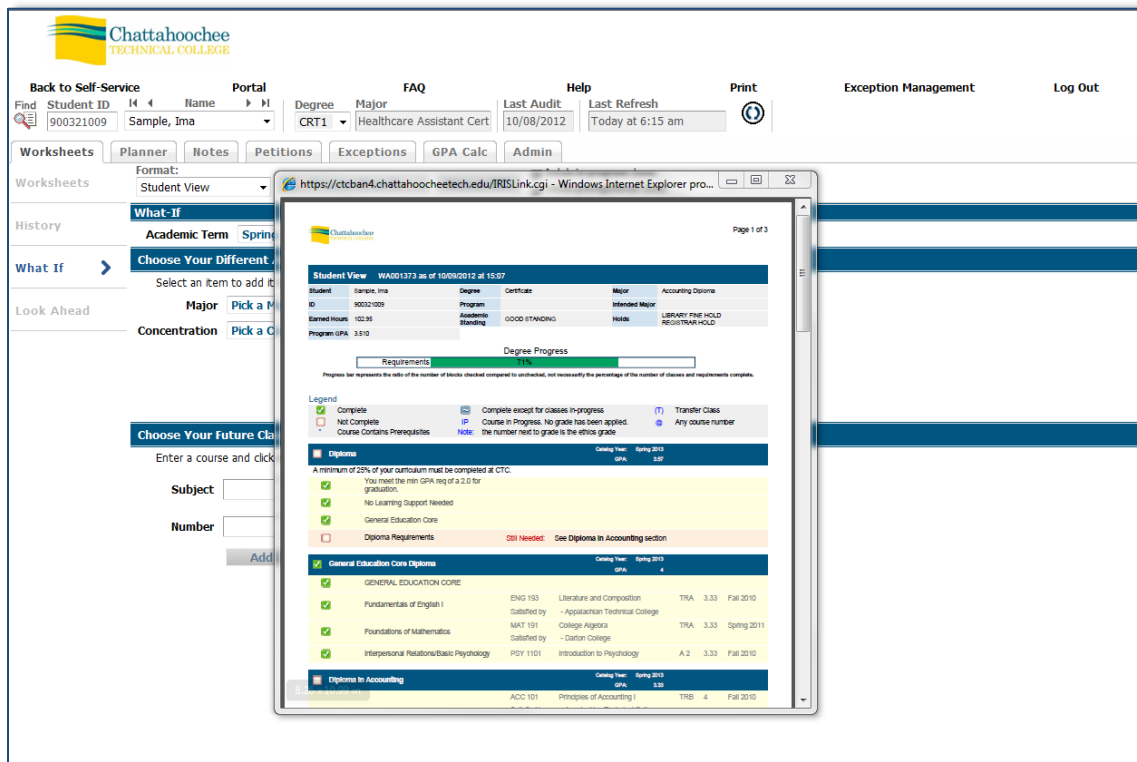 Chattahoochee
TECHNICAL COLLEGE
Back to Self-Service Portal FAQ Help Print Exception Management Log Out
Find Student ID Name Degree Major Last Audit Last Refresh
900321009 Sample, Ima CRT1 Healthcare Assistant Cert 10/08/2012 Today at 6:15 am
Worksheets Planner Notes Petitions Exceptions GPA Calc Admin
Worksheets
History
What If
Look Ahead
Format:
Student View
What-If
Academic Term Spring
Choose Your Different
Select an item to add it
Major Pick a M
Concentration Pick a C
Choose Your Future Cla
Enter a course and click
Subject
Number
Add
https://ctcban4.chattahoocheetech.edu/IRISLink.cgi - Windows Internet Explorer pro...
Chattahoochee
TECHNICAL COLLEGE
Page 1 of 3
Student View WA001373 as of 10/09/2012 at 15:07
Student Sample, Ima Degree Certificate Major Accounting Diploma
ID 900321009 Program Intended Major
Earned Hours 102.95 Academic Standing GOOD STANDING Holds LIBRARY FINE HOLD
REGISTRAR HOLD
Program GPA 3.510
Degree Progress
Requirements 71%
Progress bar represents the ratio of the number of blocks checked compared to unchecked, not necessarily the percentage of the number of classes and requirements complete.
Legend
Complete Complete except for classes in-progress (T) Transfer Class
Not Complete IP Course in Progress. No grade has been applied. @ Any course number
* Course Contains Prerequisites Note: the number next to grade is the ethics grade
Diploma Catalog Year: Spring 2013
GPA: 3.57
A minimum of 25% of your curriculum must be completed at CTC.
You meet the min GPA req of a 2.0 for
graduation.
No Learning Support Needed
General Education Core
Diploma Requirements Still Needed: See Diploma in Accounting section
General Education Core Diploma Catalog Year: Spring 2013
GPA: 4
GENERAL EDUCATION CORE
Fundamentals of English I ENG 193 Literature and Composition TRA 3.33 Fall 2010
Satisfied by - Appalachian Technical College
Foundations of Mathematics MAT 191 College Algebra TRA 3.33 Spring 2011
Satisfied by - Darton College
Interpersonal Relations/Basic Psychology PSY 1101 Introduction to Psychology A 2 3.33 Fall 2010
Diploma in Accounting Catalog Year: Spring 2013
GPA: 3.33
ACC 101 Principles of Accounting I TRB 4 Fall 2010